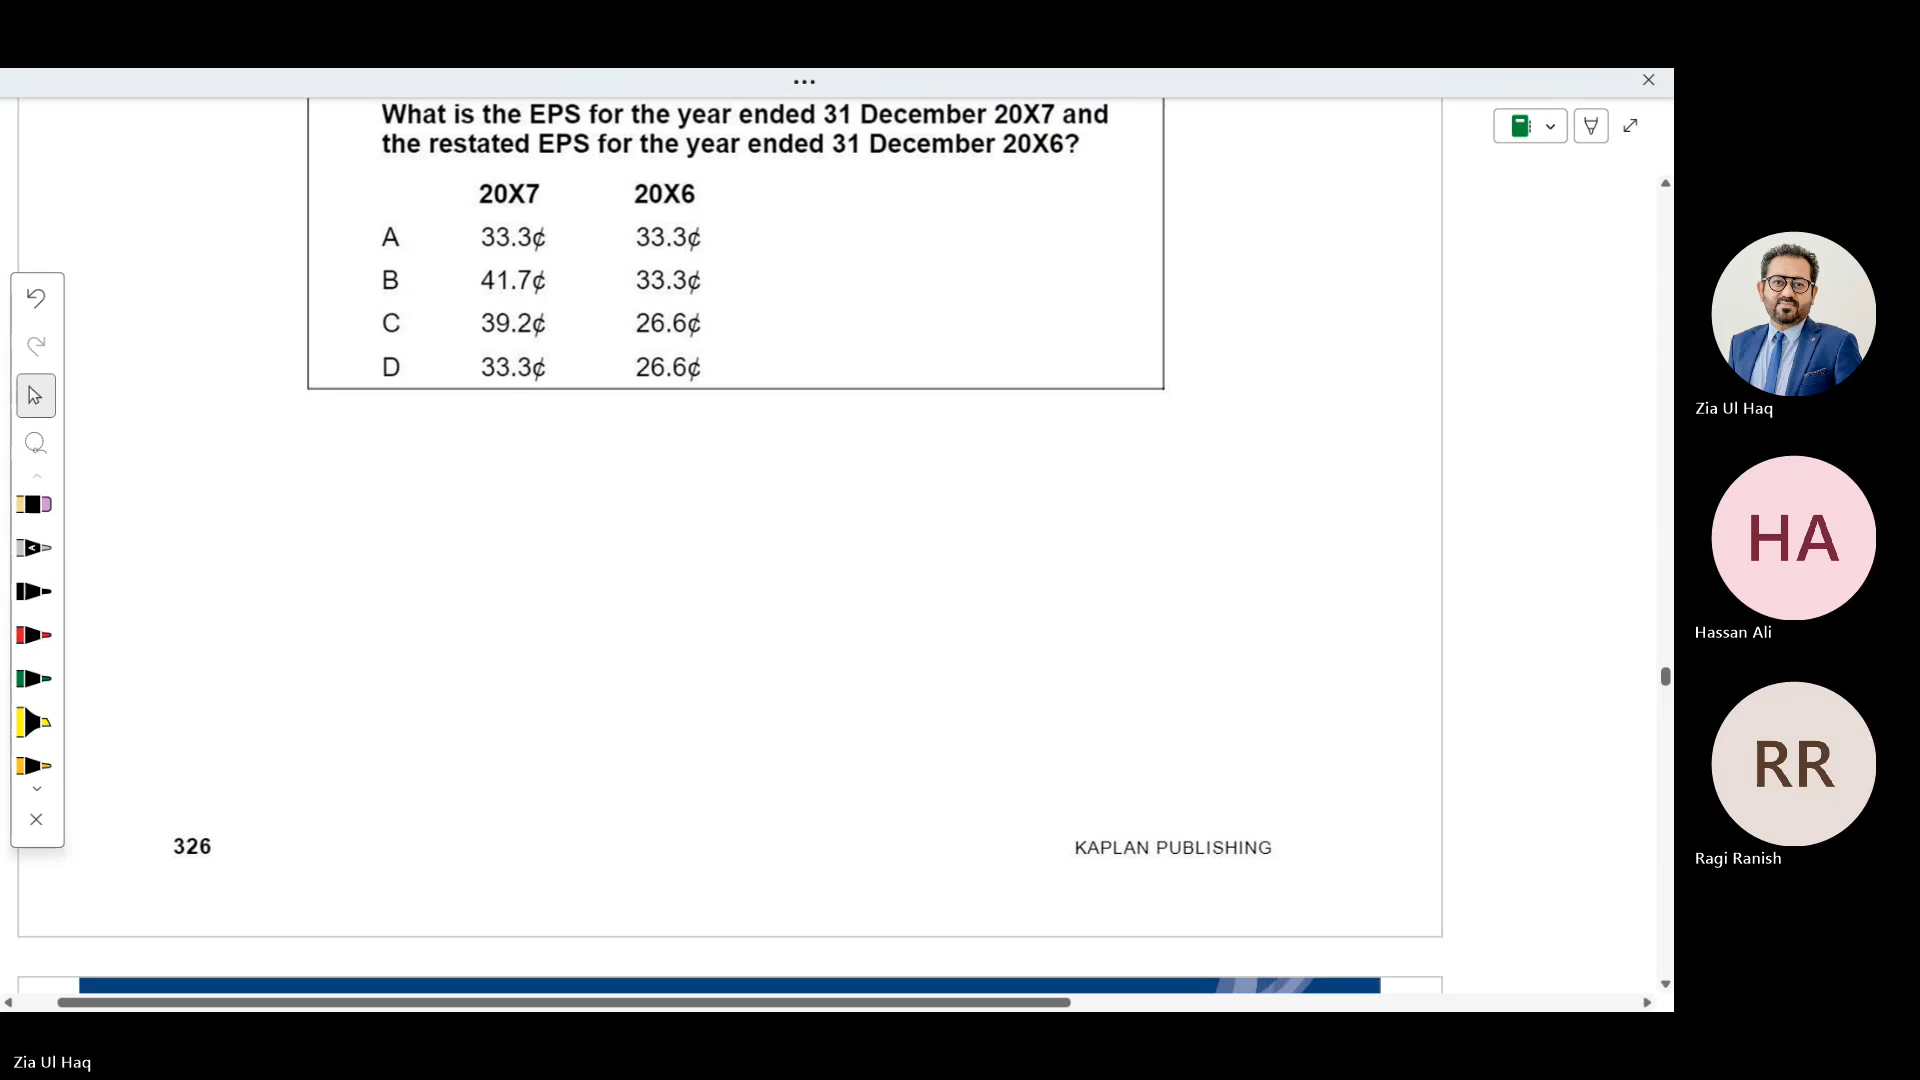 What is the EPS for the year ended 31 December 20X7 and
the restated EPS for the year ended 31 December 20X6?
20X7 20X6
A 33.3¢ 33.3¢
B 41.7¢ 33.3¢
C 39.2¢ 26.6¢
D 33.3¢ 26.6¢
326
KAPLAN PUBLISHING
Zia Ul Haq
HA
Hassan Ali
RR
Ragi Ranish
Zia Ul Haq